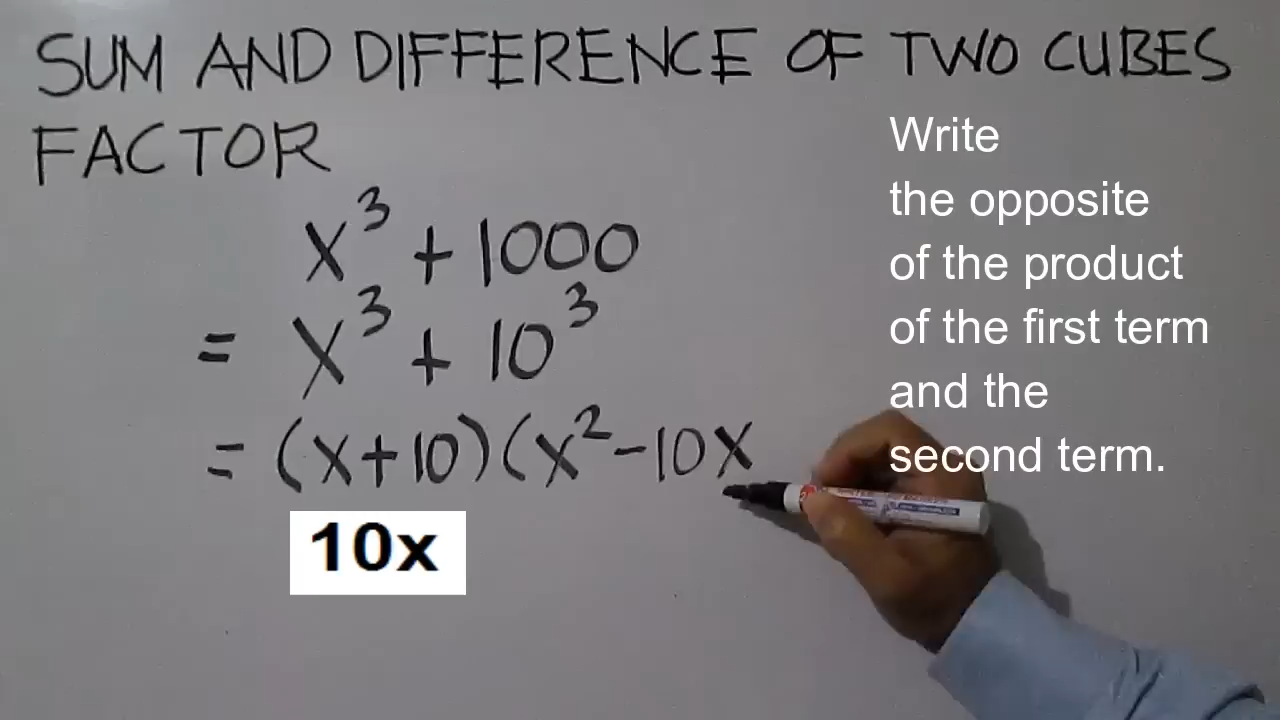 SUM AND DIFFERENCE OF TWO CUBES
FACTOR
x³ + 1000
= x³ + 10³
= (x+10)(x²-10x
10x
Write
the opposite
of the product
of the first term
and the
second term.